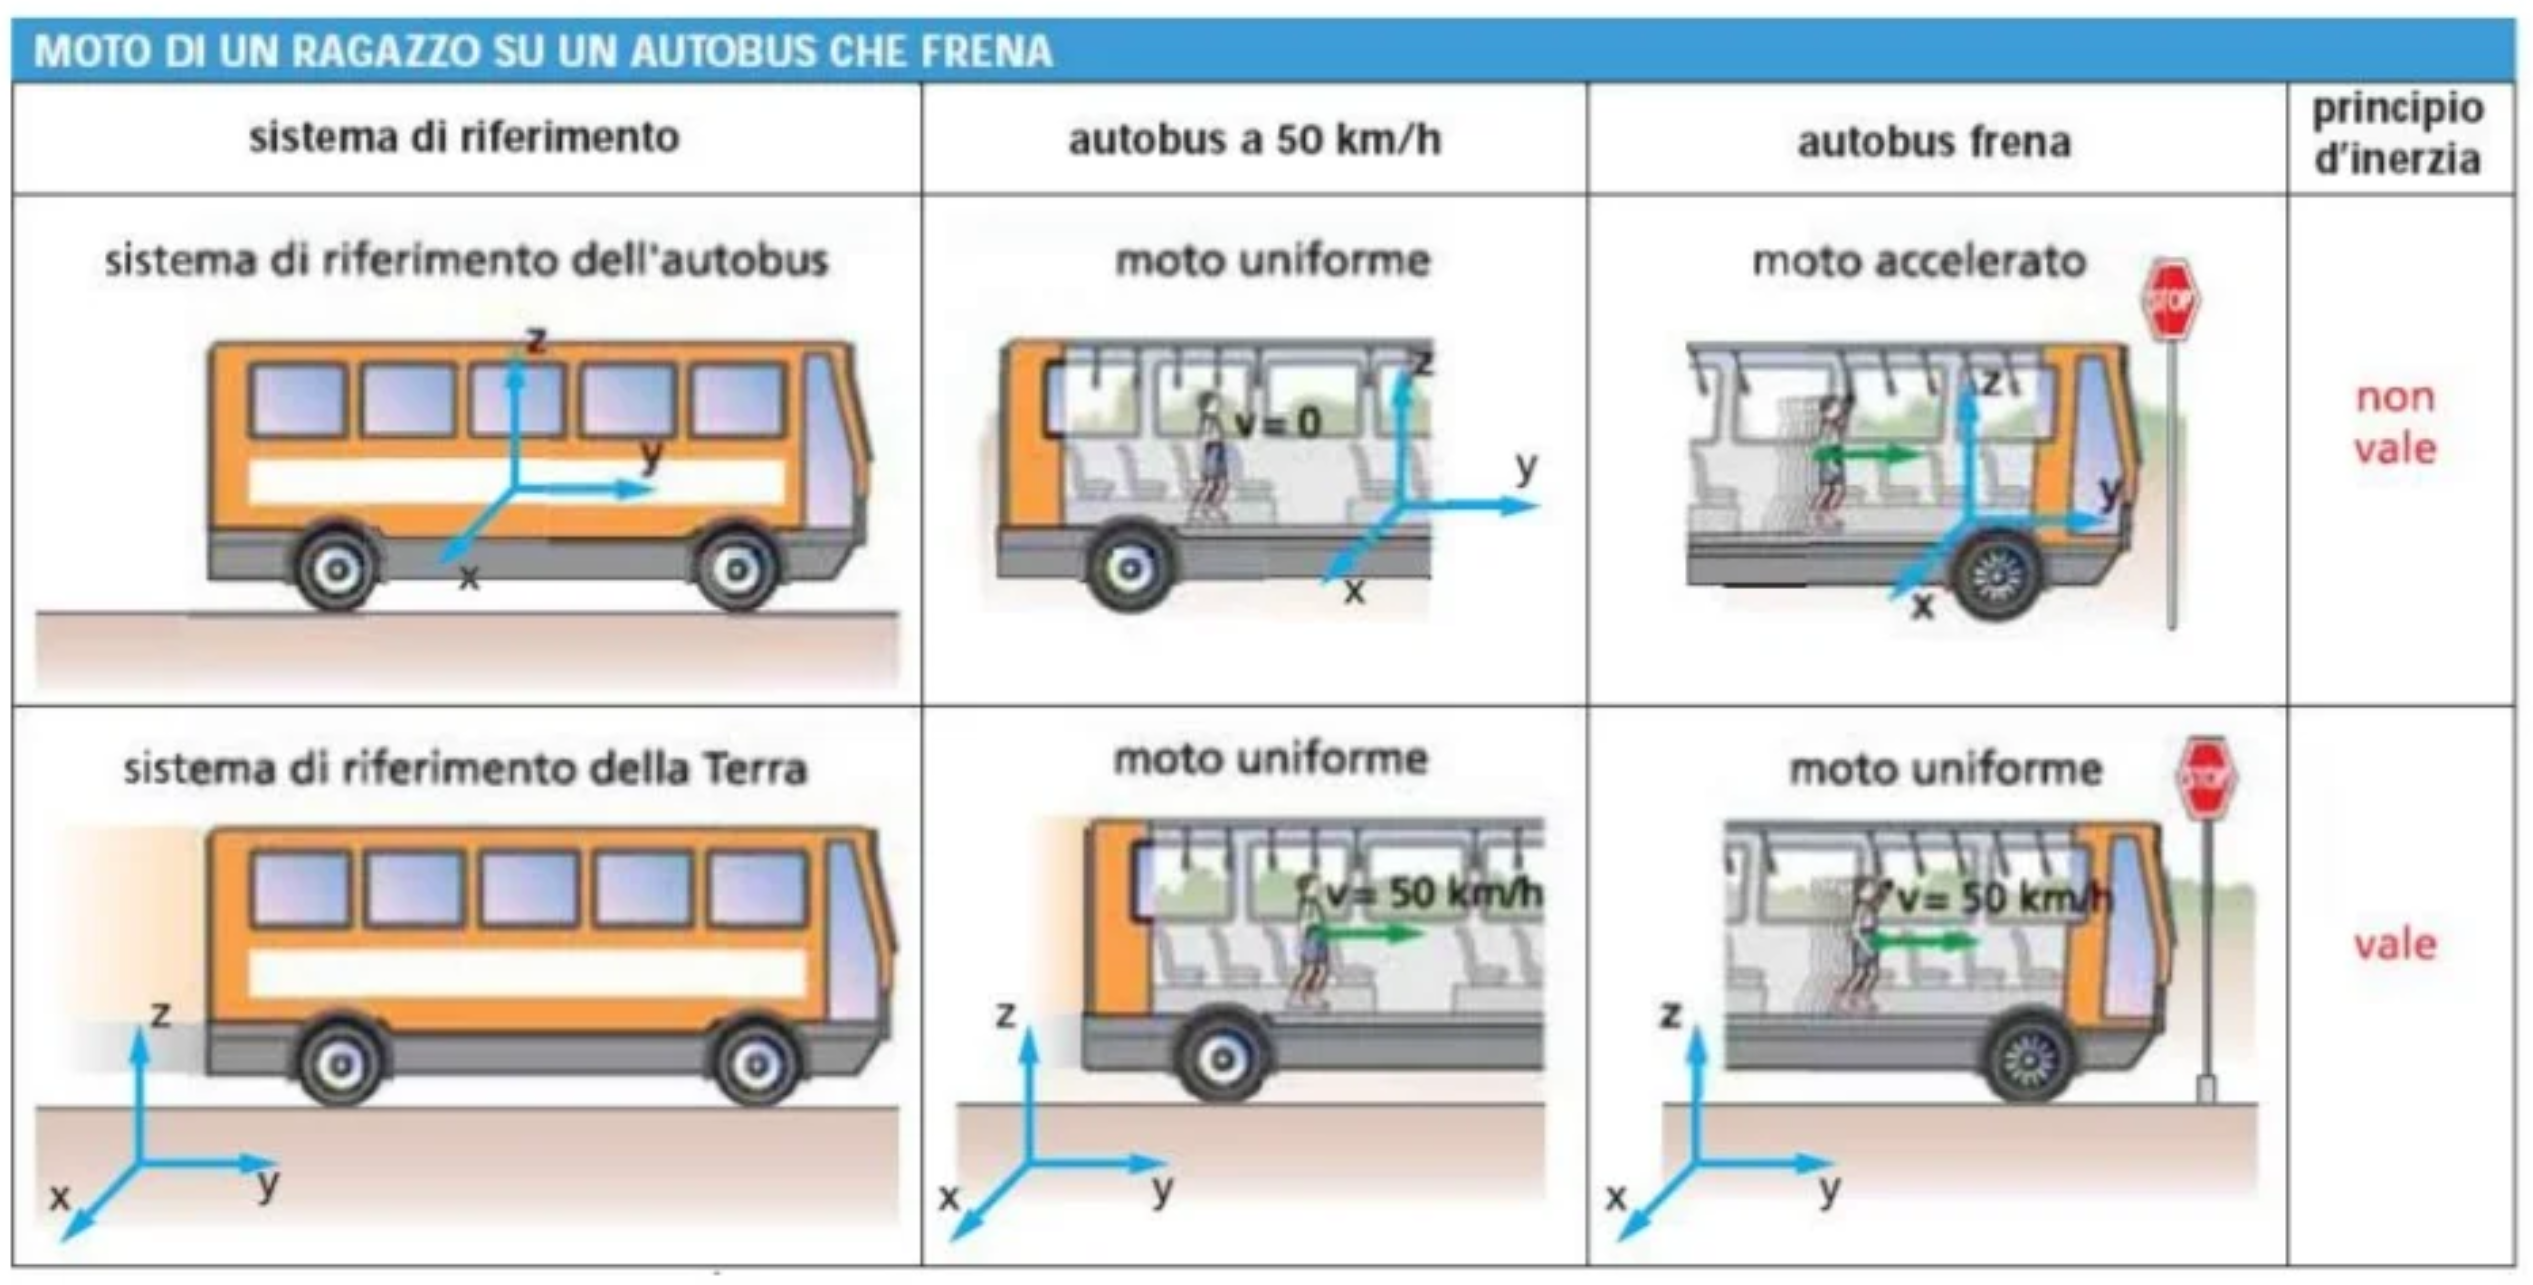 MOTO DI UN RAGAZZO SU UN AUTOBUS CHE FRENA
sistema di riferimento
autobus a 50 km/h
autobus frena
principio
d'inerzia
sistema di riferimento dell'autobus
z
y
x
moto uniforme
v= 0
z
y
x
moto accelerato
STOP
z
y
x
non
vale
sistema di riferimento della Terra
z
x
y
moto uniforme
v= 50 km/h
z
x
y
moto uniforme
STOP
v= 50 km/h
z
x
y
vale